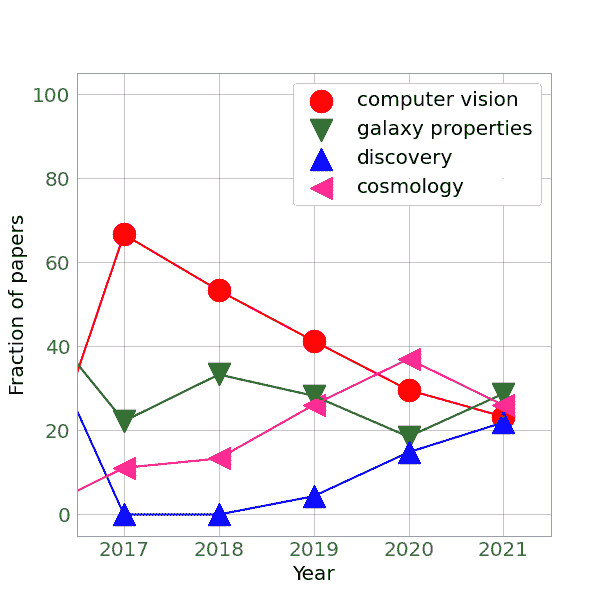 computer vision
galaxy properties
discovery
cosmology
100
80
60
40
20
0
Fraction of papers
2017 2018 2019 2020 2021
Year